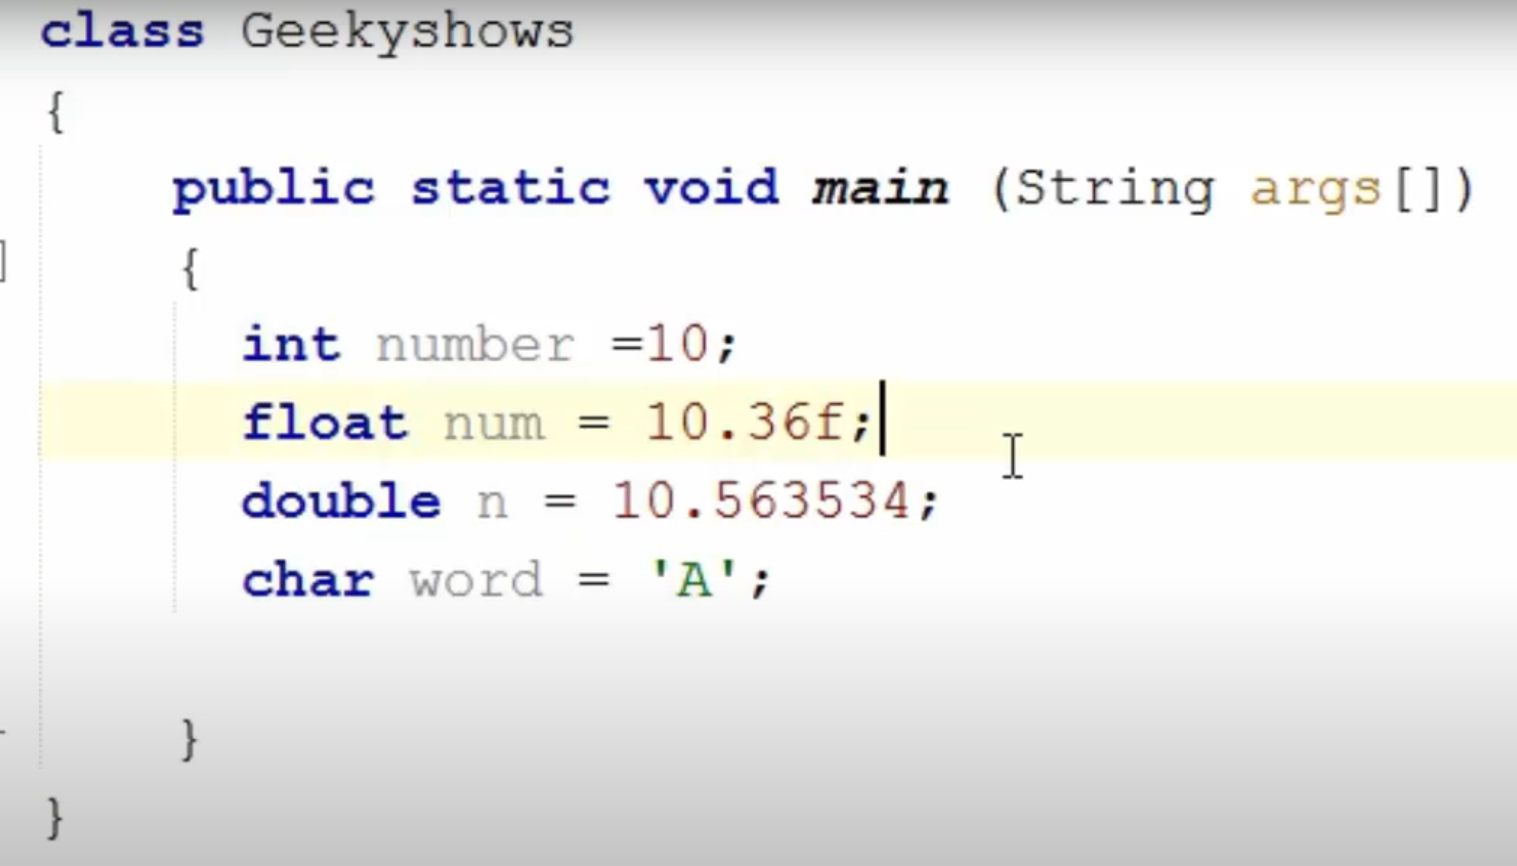 class Geekyshows
{
public static void main (String args[])
{
int number =10;
float num = 10.36f;
double n = 10.563534;
char word = 'A';
}
}